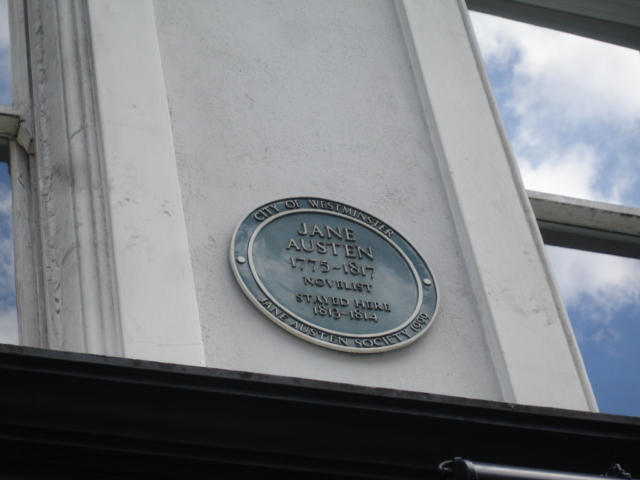 CITY OF WESTMINSTER
JANE
AUSTEN
1775-1817
NOVELIST
STAYED HERE
1813-1814
JANE AUSTEN SOCIETY 1999